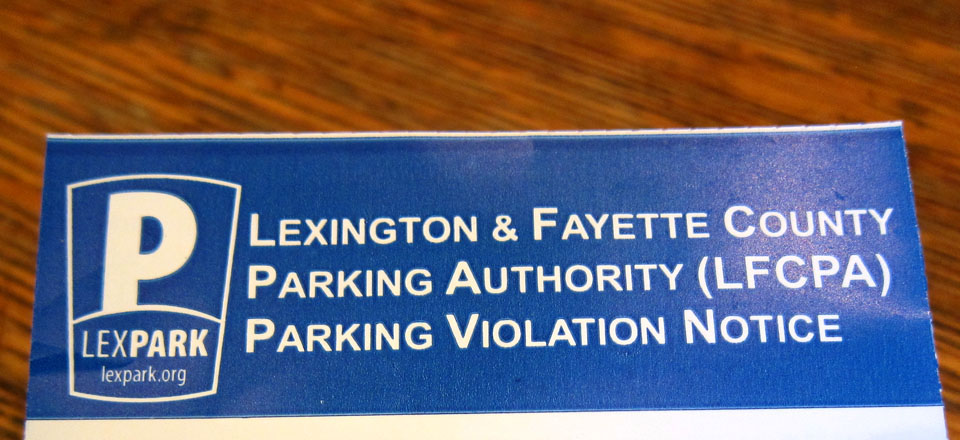 P
LEXPARK
lexpark.org
LEXINGTON & FAYETTE COUNTY
PARKING AUTHORITY (LFCPA)
PARKING VIOLATION NOTICE